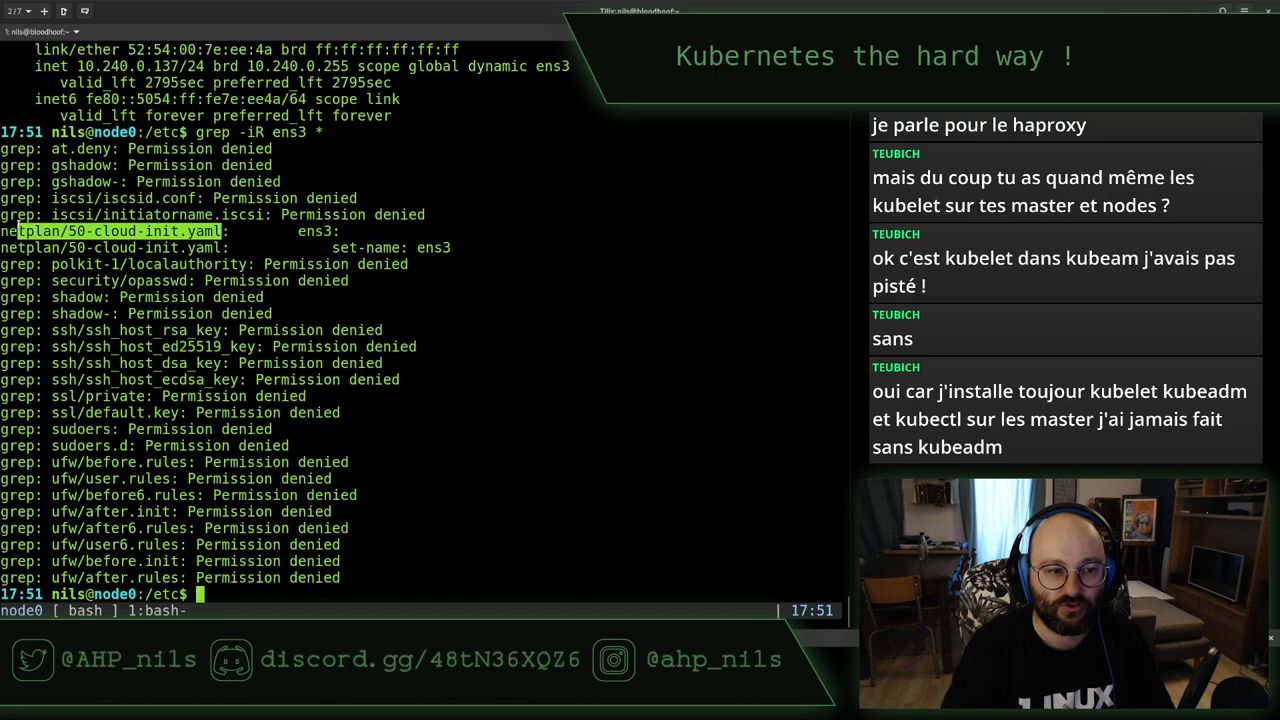 2/7
Tilix: nils@bloodhoof:~
1: nils@bloodhoof:~
link/ether 52:54:00:7e:ee:4a brd ff:ff:ff:ff:ff:ff
inet 10.240.0.137/24 brd 10.240.0.255 scope global dynamic ens3
valid_lft 2795sec preferred_lft 2795sec
inet6 fe80::5054:ff:fe7e:ee4a/64 scope link
valid_lft forever preferred_lft forever
17:51 nils@node0:/etc$ grep -iR ens3 *
grep: at.deny: Permission denied
grep: gshadow: Permission denied
grep: gshadow-: Permission denied
grep: iscsi/iscsid.conf: Permission denied
grep: iscsi/initiatorname.iscsi: Permission denied
netplan/50-cloud-init.yaml:        ens3:
netplan/50-cloud-init.yaml:            set-name: ens3
grep: polkit-1/localauthority: Permission denied
grep: security/opasswd: Permission denied
grep: shadow: Permission denied
grep: shadow-: Permission denied
grep: ssh/ssh_host_rsa_key: Permission denied
grep: ssh/ssh_host_ed25519_key: Permission denied
grep: ssh/ssh_host_dsa_key: Permission denied
grep: ssh/ssh_host_ecdsa_key: Permission denied
grep: ssl/private: Permission denied
grep: ssl/default.key: Permission denied
grep: sudoers: Permission denied
grep: sudoers.d: Permission denied
grep: ufw/before.rules: Permission denied
grep: ufw/user.rules: Permission denied
grep: ufw/before6.rules: Permission denied
grep: ufw/after.init: Permission denied
grep: ufw/after6.rules: Permission denied
grep: ufw/user6.rules: Permission denied
grep: ufw/before.init: Permission denied
grep: ufw/after.rules: Permission denied
17:51 nils@node0:/etc$
node0 [ bash ] 1:bash- | 17:51
Kubernetes the hard way !
je parle pour le haproxy
TEUBICH
mais du coup tu as quand même les
kubelet sur tes master et nodes ?
TEUBICH
ok c'est kubelet dans kubeam j'avais pas
pisté !
TEUBICH
sans
TEUBICH
oui car j'installe toujour kubelet kubeadm
et kubectl sur les master j'ai jamais fait
sans kubeadm
LINUX
@AHP_nils discord.gg/48tN36XQZ6 @ahp_nils